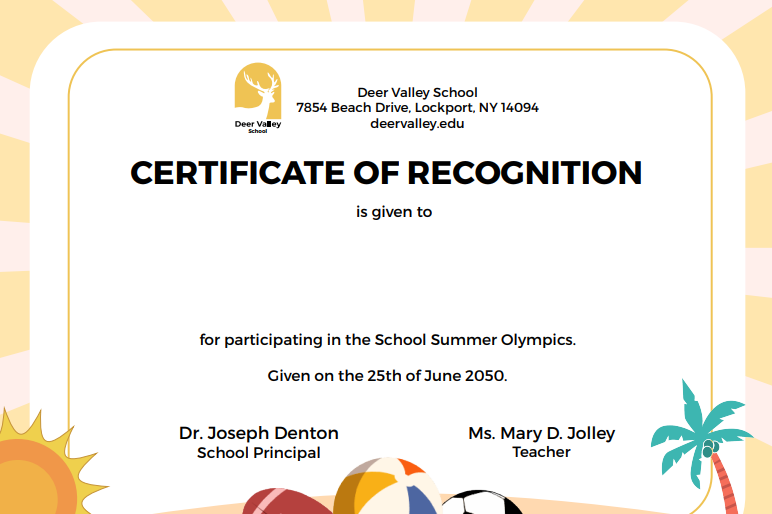 Deer Valley
School
Deer Valley School
7854 Beach Drive, Lockport, NY 14094
deervalley.edu
CERTIFICATE OF RECOGNITION
is given to
for participating in the School Summer Olympics.
Given on the 25th of June 2050.
Dr. Joseph Denton
School Principal
Ms. Mary D. Jolley
Teacher